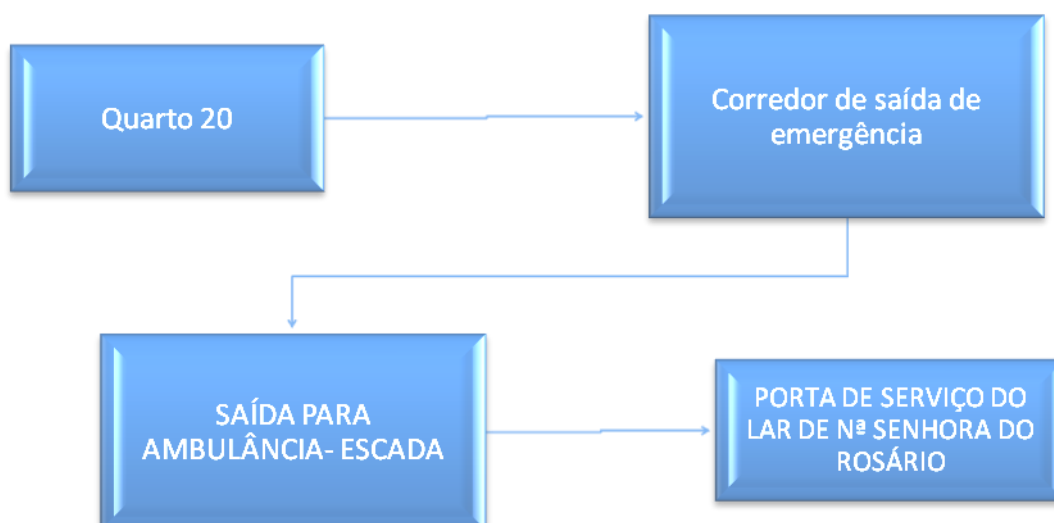 Quarto 20
Corredor de saída de
emergência
SAÍDA PARA
AMBULÂNCIA- ESCADA
PORTA DE SERVIÇO DO
LAR DE Nª SENHORA DO
ROSÁRIO